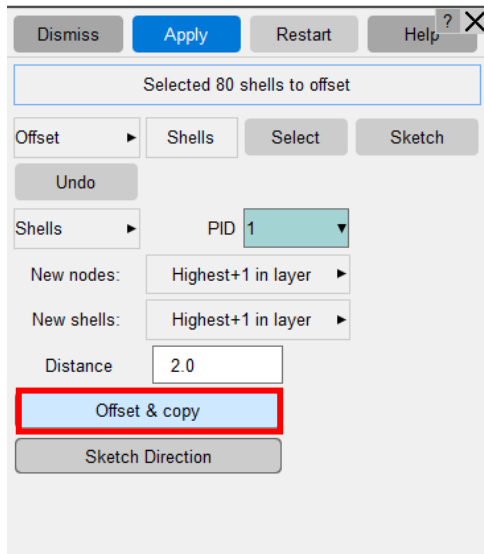 Dismiss Apply Restart Help ? X
Selected 80 shells to offset
Offset ► Shells Select Sketch
Undo
Shells ► PID 1 ▼
New nodes: Highest+1 in layer ►
New shells: Highest+1 in layer ►
Distance 2.0
Offset & copy
Sketch Direction